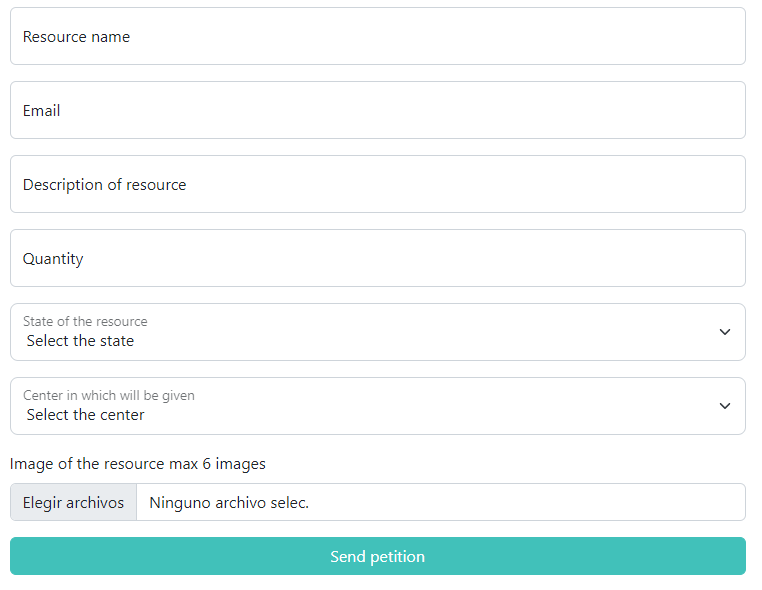 Resource name
Email
Description of resource
Quantity
State of the resource
Select the state
Center in which will be given
Select the center
Image of the resource max 6 images
Elegir archivos Ninguno archivo selec.
Send petition